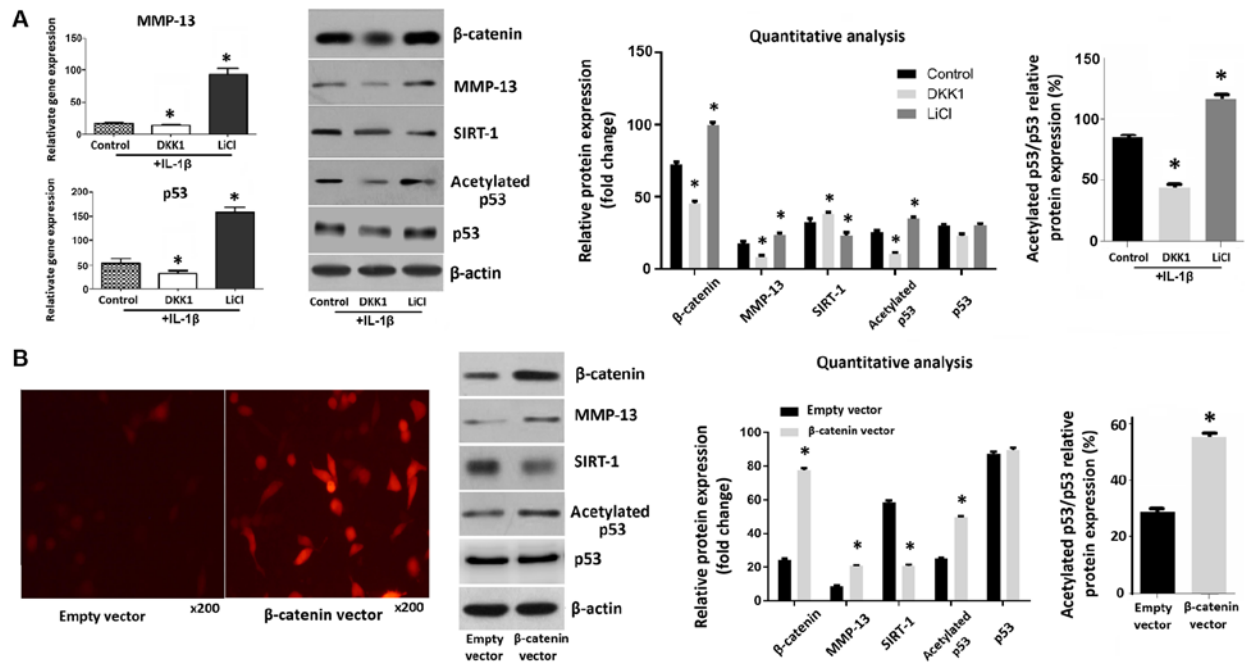 A
MMP-13
Relativate gene expression
150
100
50
0
*
*
Control
DKK1
LiCl
+IL-1β
p53
Relativate gene expression
200
150
100
50
0
*
*
Control
DKK1
LiCl
+IL-1β
β-catenin
MMP-13
SIRT-1
Acetylated
p53
p53
β-actin
Control
DKK1
LiCl
+IL-1β
Quantitative analysis
Relative protein expression
(fold change)
150
100
50
0
Control
DKK1
LiCl
*
*
*
*
*
*
*
*
β-catenin
MMP-13
SIRT-1
Acetylated
p53
p53
Acetylated p53/p53 relative
protein expression (%)
150
100
50
0
*
*
Control
DKK1
LiCl
+IL-1β
B
Empty vector
x200
β-catenin vector
x200
β-catenin
MMP-13
SIRT-1
Acetylated
p53
p53
β-actin
Empty
vector
β-catenin
vector
Quantitative analysis
Relative protein expression
(fold change)
100
80
60
40
20
0
Empty vector
β-catenin vector
*
*
*
*
β-catenin
MMP-13
SIRT-1
Acetylated
p53
p53
Acetylated p53/p53 relative
protein expression (%)
60
40
20
0
*
Empty
vector
β-catenin
vector